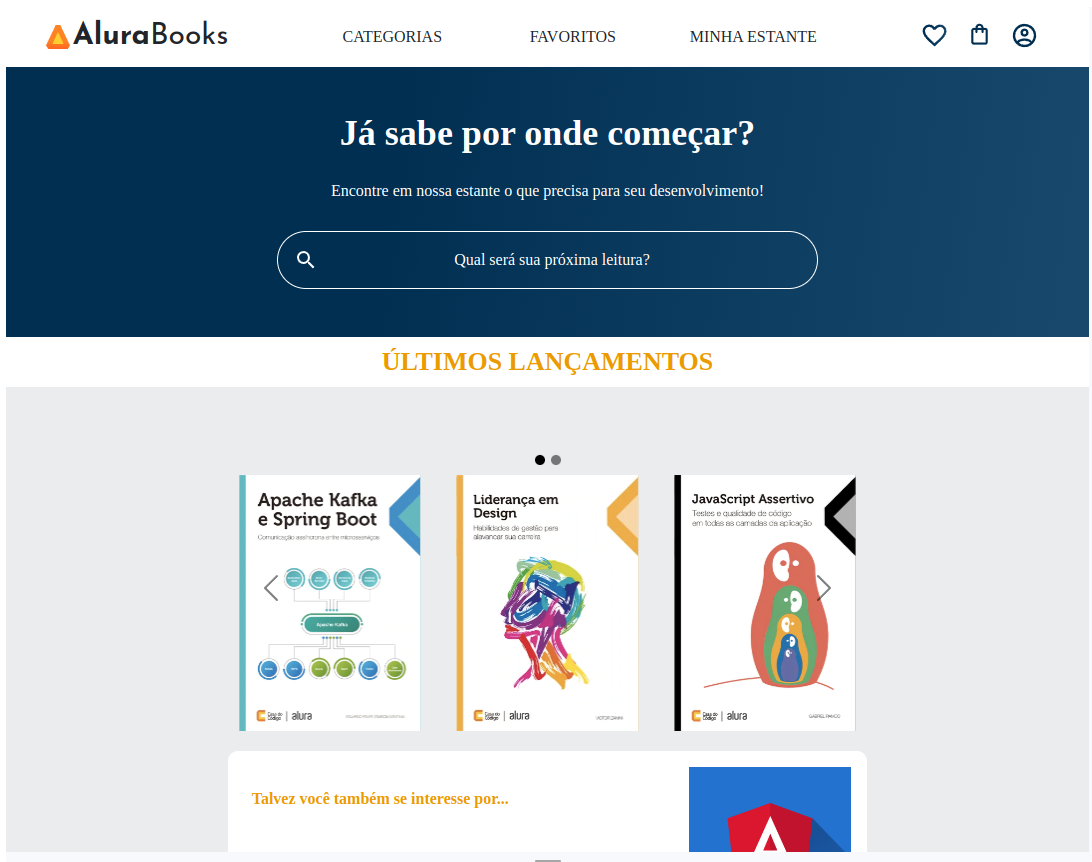 AluraBooks
CATEGORIAS
FAVORITOS
MINHA ESTANTE
Já sabe por onde começar?
Encontre em nossa estante o que precisa para seu desenvolvimento!
Qual será sua próxima leitura?
ÚLTIMOS LANÇAMENTOS
Apache Kafka
e Spring Boot
Comunicação assíncrona entre microsserviços
Apache Kafka
Casa do
Código
alura
Liderança em
Design
Habilidades de gestão para
alavancar sua carreira
Casa do
Código
alura
VITOR ZANINI
JavaScript Assertivo
Testes e qualidade de código
em todas as camadas da aplicação
Casa do
Código
alura
GABRIEL RAMOS
Talvez você também se interesse por...